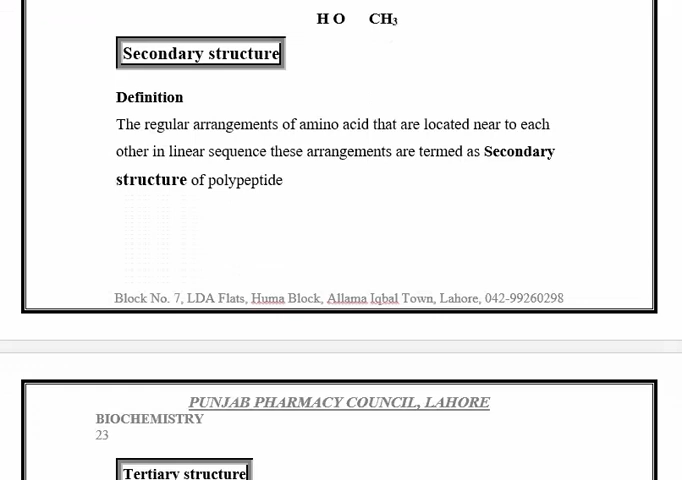 H O CH₃
Secondary structure
Definition
The regular arrangements of amino acid that are located near to each
other in linear sequence these arrangements are termed as Secondary
structure of polypeptide
Block No. 7, LDA Flats, Huma Block, Allama Iqbal Town, Lahore, 042-99260298
PUNJAB PHARMACY COUNCIL, LAHORE
BIOCHEMISTRY
23
Tertiary structure